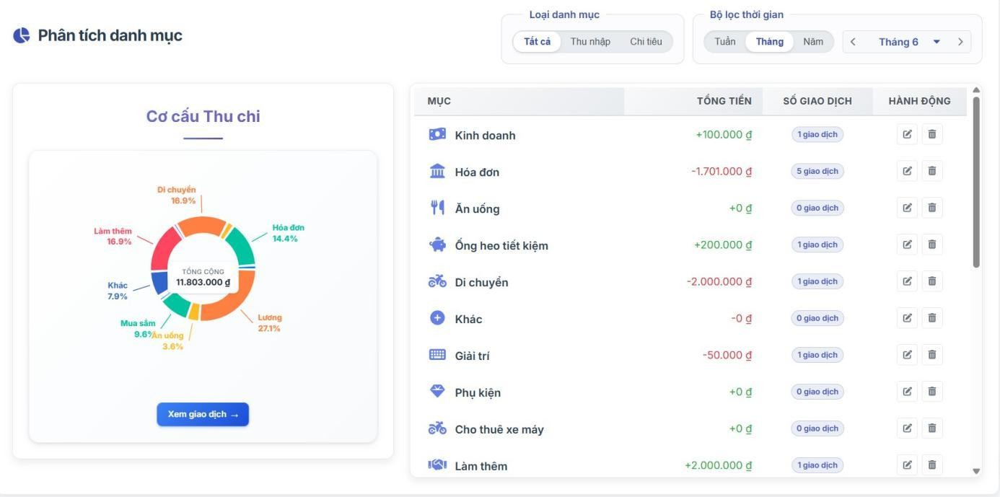 Phân tích danh mục
Loại danh mục
Tất cả Thu nhập Chi tiêu
Bộ lọc thời gian
Tuần Tháng Năm
Tháng 6
Cơ cấu Thu chi
Di chuyển
16.9%
Hóa đơn
14.4%
Làm thêm
16.9%
TỔNG CỘNG
11.803.000 ₫
Khác
7.9%
Lương
27.1%
Mua sắm
9.6%
Ăn uống
3.6%
Xem giao dịch →
MỤC TỔNG TIỀN SỐ GIAO DỊCH HÀNH ĐỘNG
Kinh doanh +100.000 ₫ 1 giao dịch
Hóa đơn -1.701.000 ₫ 5 giao dịch
Ăn uống +0 ₫ 0 giao dịch
Ống heo tiết kiệm +200.000 ₫ 1 giao dịch
Di chuyển -2.000.000 ₫ 1 giao dịch
Khác -0 ₫ 0 giao dịch
Giải trí -50.000 ₫ 1 giao dịch
Phụ kiện +0 ₫ 0 giao dịch
Cho thuê xe máy +0 ₫ 0 giao dịch
Làm thêm +2.000.000 ₫ 1 giao dịch